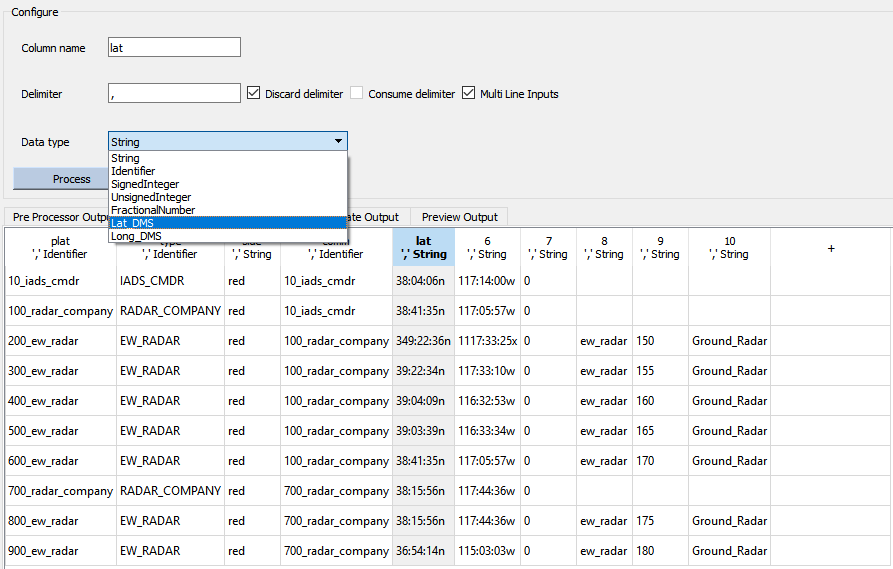 Configure
Column name lat
Delimiter , Discard delimiter Consume delimiter Multi Line Inputs
Data type String
String
Identifier
SignedInteger
UnsignedInteger
FractionalNumber
Lat_DMS
Long_DMS
Process
Pre Processor Output Preview Output
plat type side comm lat 6 7 8 9 10 +
',' Identifier ',' Identifier ',' String ',' Identifier ',' String ',' String ',' String ',' String ',' String ',' String
10_iads_cmdr IADS_CMDR red 10_iads_cmdr 38:04:06n 117:14:00w 0
100_radar_company RADAR_COMPANY red 10_iads_cmdr 38:41:35n 117:05:57w 0
200_ew_radar EW_RADAR red 100_radar_company 349:22:36n 1117:33:25x 0 ew_radar 150 Ground_Radar
300_ew_radar EW_RADAR red 100_radar_company 39:22:34n 117:33:10w 0 ew_radar 155 Ground_Radar
400_ew_radar EW_RADAR red 100_radar_company 39:04:09n 116:32:53w 0 ew_radar 160 Ground_Radar
500_ew_radar EW_RADAR red 100_radar_company 39:03:39n 116:33:34w 0 ew_radar 165 Ground_Radar
600_ew_radar EW_RADAR red 100_radar_company 38:41:35n 117:05:57w 0 ew_radar 170 Ground_Radar
700_radar_company RADAR_COMPANY red 700_radar_company 38:15:56n 117:44:36w 0
800_ew_radar EW_RADAR red 700_radar_company 38:15:56n 117:44:36w 0 ew_radar 175 Ground_Radar
900_ew_radar EW_RADAR red 700_radar_company 36:54:14n 115:03:03w 0 ew_radar 180 Ground_Radar